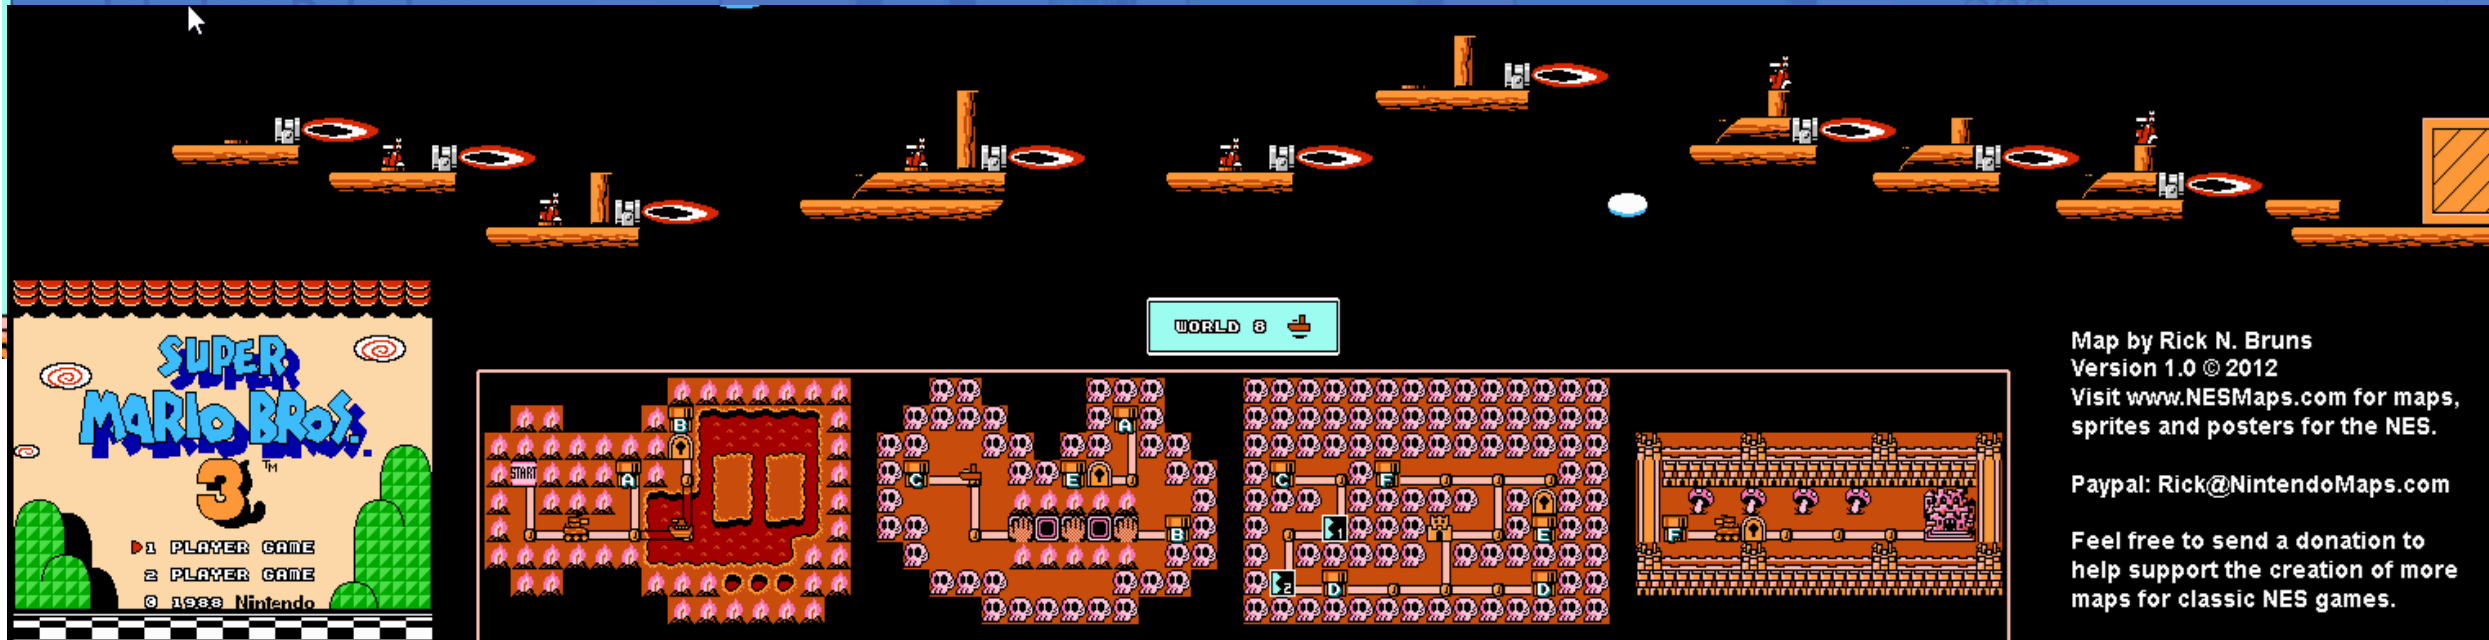 SUPER
MARIO BROS.
3 TM
1 PLAYER GAME
2 PLAYER GAME
© 1988 Nintendo
WORLD 8
START
A
B
C
E
A
B
C
F
1
E
2
D
D
F
Map by Rick N. Bruns
Version 1.0 © 2012
Visit www.NESMaps.com for maps,
sprites and posters for the NES.
Paypal: Rick@NintendoMaps.com
Feel free to send a donation to
help support the creation of more
maps for classic NES games.